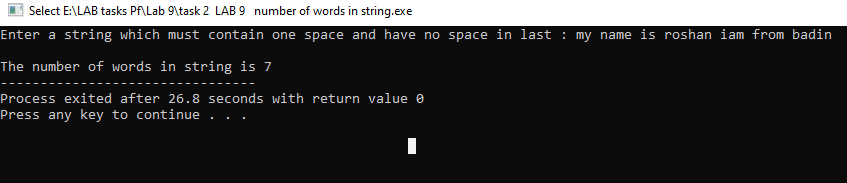 Select E:\LAB tasks Pf\Lab 9\task 2 LAB 9 number of words in string.exe
Enter a string which must contain one space and have no space in last : my name is roshan iam from badin
The number of words in string is 7
--------------------------------
Process exited after 26.8 seconds with return value 0
Press any key to continue . . .